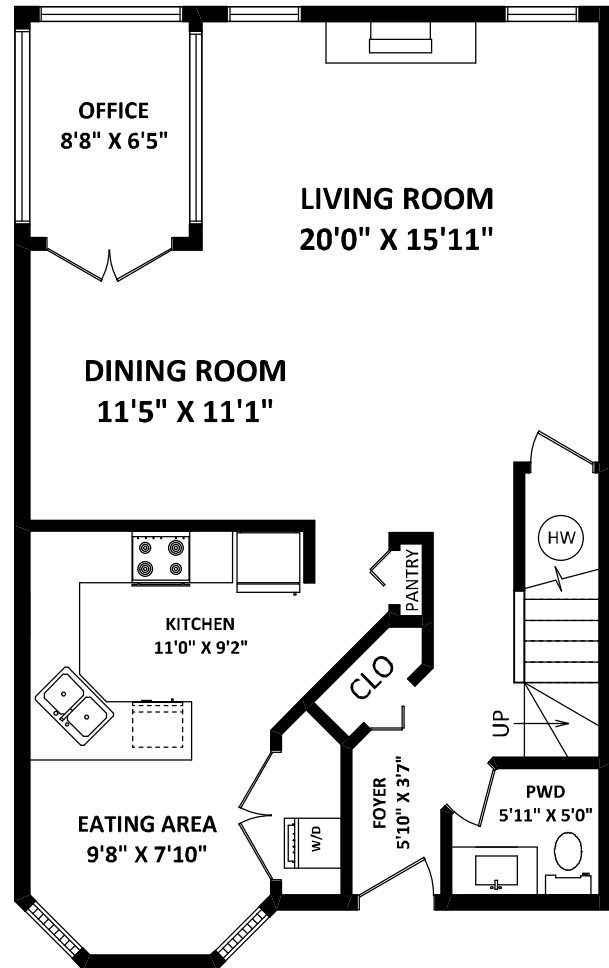 OFFICE
8'8" X 6'5"
LIVING ROOM
20'0" X 15'11"
DINING ROOM
11'5" X 11'1"
HW
PANTRY
KITCHEN
11'0" X 9'2"
CLO
UP
FOYER
5'10" X 3'7"
PWD
5'11" X 5'0"
EATING AREA
9'8" X 7'10"
W/D